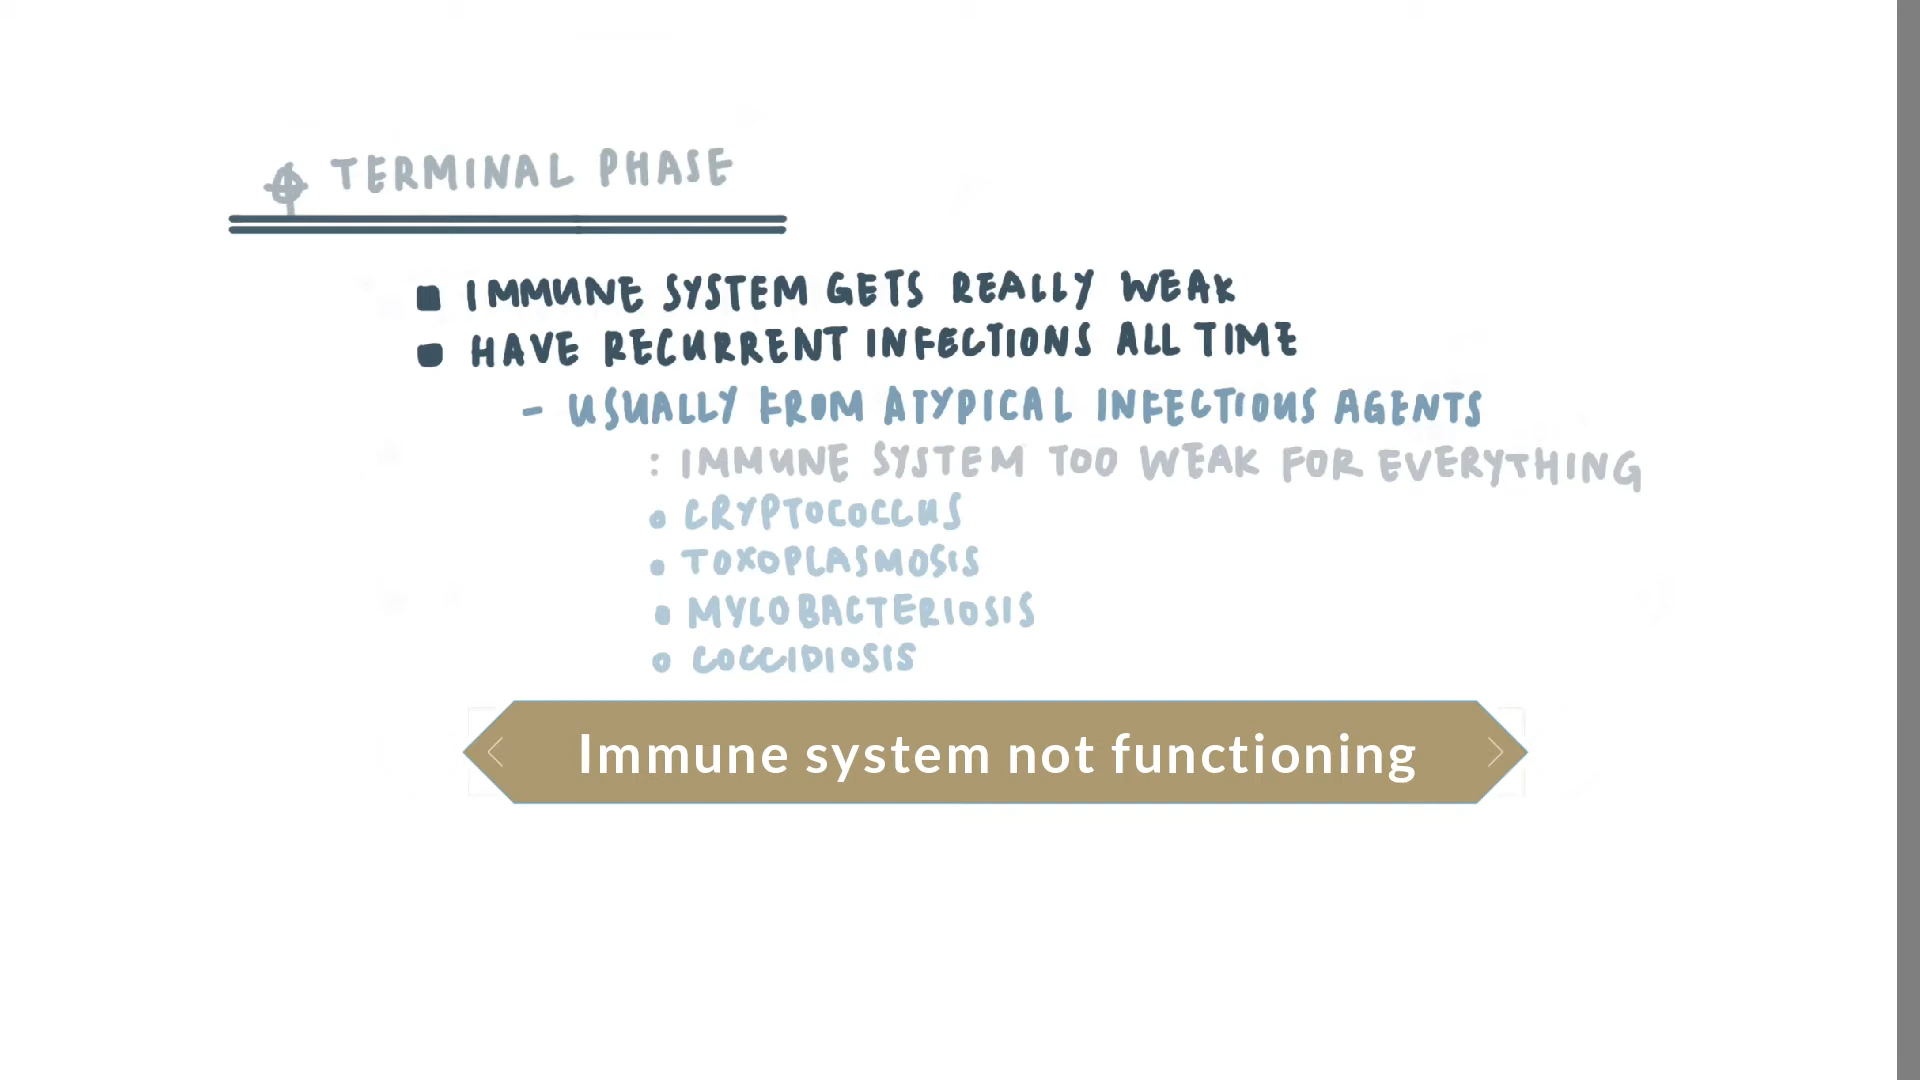 TERMINAL PHASE
IMMUNE SYSTEM GETS REALLY WEAK
HAVE RECURRENT INFECTIONS ALL TIME
- USUALLY FROM ATYPICAL INFECTIOUS AGENTS
: IMMUNE SYSTEM TOO WEAK FOR EVERYTHING
CRYPTOCOCCUS
TOXOPLASMOSIS
MYCOBACTERIOSIS
COCCIDIOSIS
Immune system not functioning